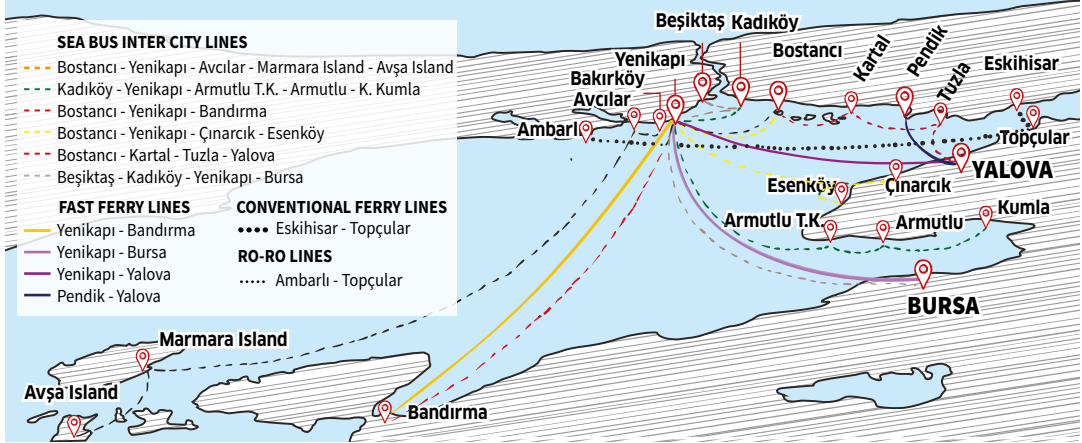 SEA BUS INTER CITY LINES
Bostancı - Yenikapı - Avcılar - Marmara Island - Avşa Island
Kadıköy - Yenikapı - Armutlu T.K. - Armutlu - K. Kumla
Bostancı - Yenikapı - Bandırma
Bostancı - Yenikapı - Çınarcık - Esenköy
Bostancı - Kartal - Tuzla - Yalova
Beşiktaş - Kadıköy - Yenikapı - Bursa
FAST FERRY LINES
Yenikapı - Bandırma
Yenikapı - Bursa
Yenikapı - Yalova
Pendik - Yalova
CONVENTIONAL FERRY LINES
Eskihisar - Topçular
RO-RO LINES
Ambarlı - Topçular
Beşiktaş
Kadıköy
Yenikapı
Bostancı
Kartal
Pendik
Tuzla
Eskihisar
Bakırköy
Avcılar
Ambarlı
Topçular
YALOVA
Esenköy
Çınarcık
Armutlu T.K.
Armutlu
Kumla
BURSA
Marmara Island
Avşa Island
Bandırma